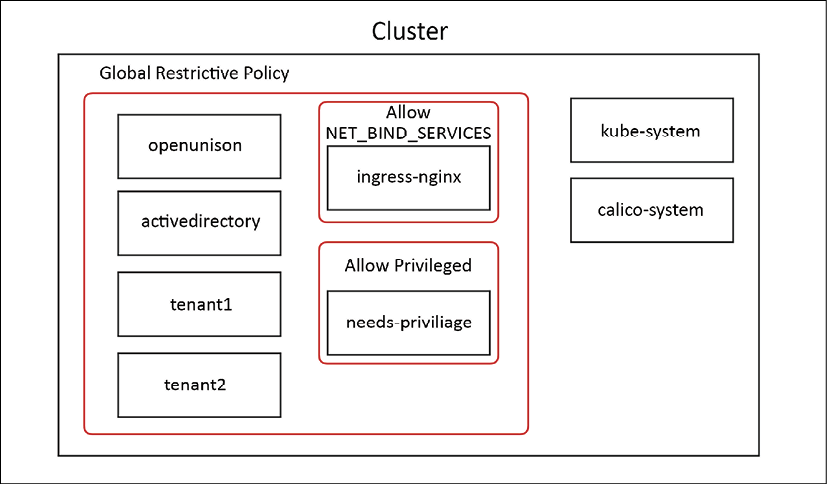 Cluster
Global Restrictive Policy
openunison
activedirectory
tenant1
tenant2
Allow
NET_BIND_SERVICES
ingress-nginx
Allow Privileged
needs-priviliage
kube-system
calico-system